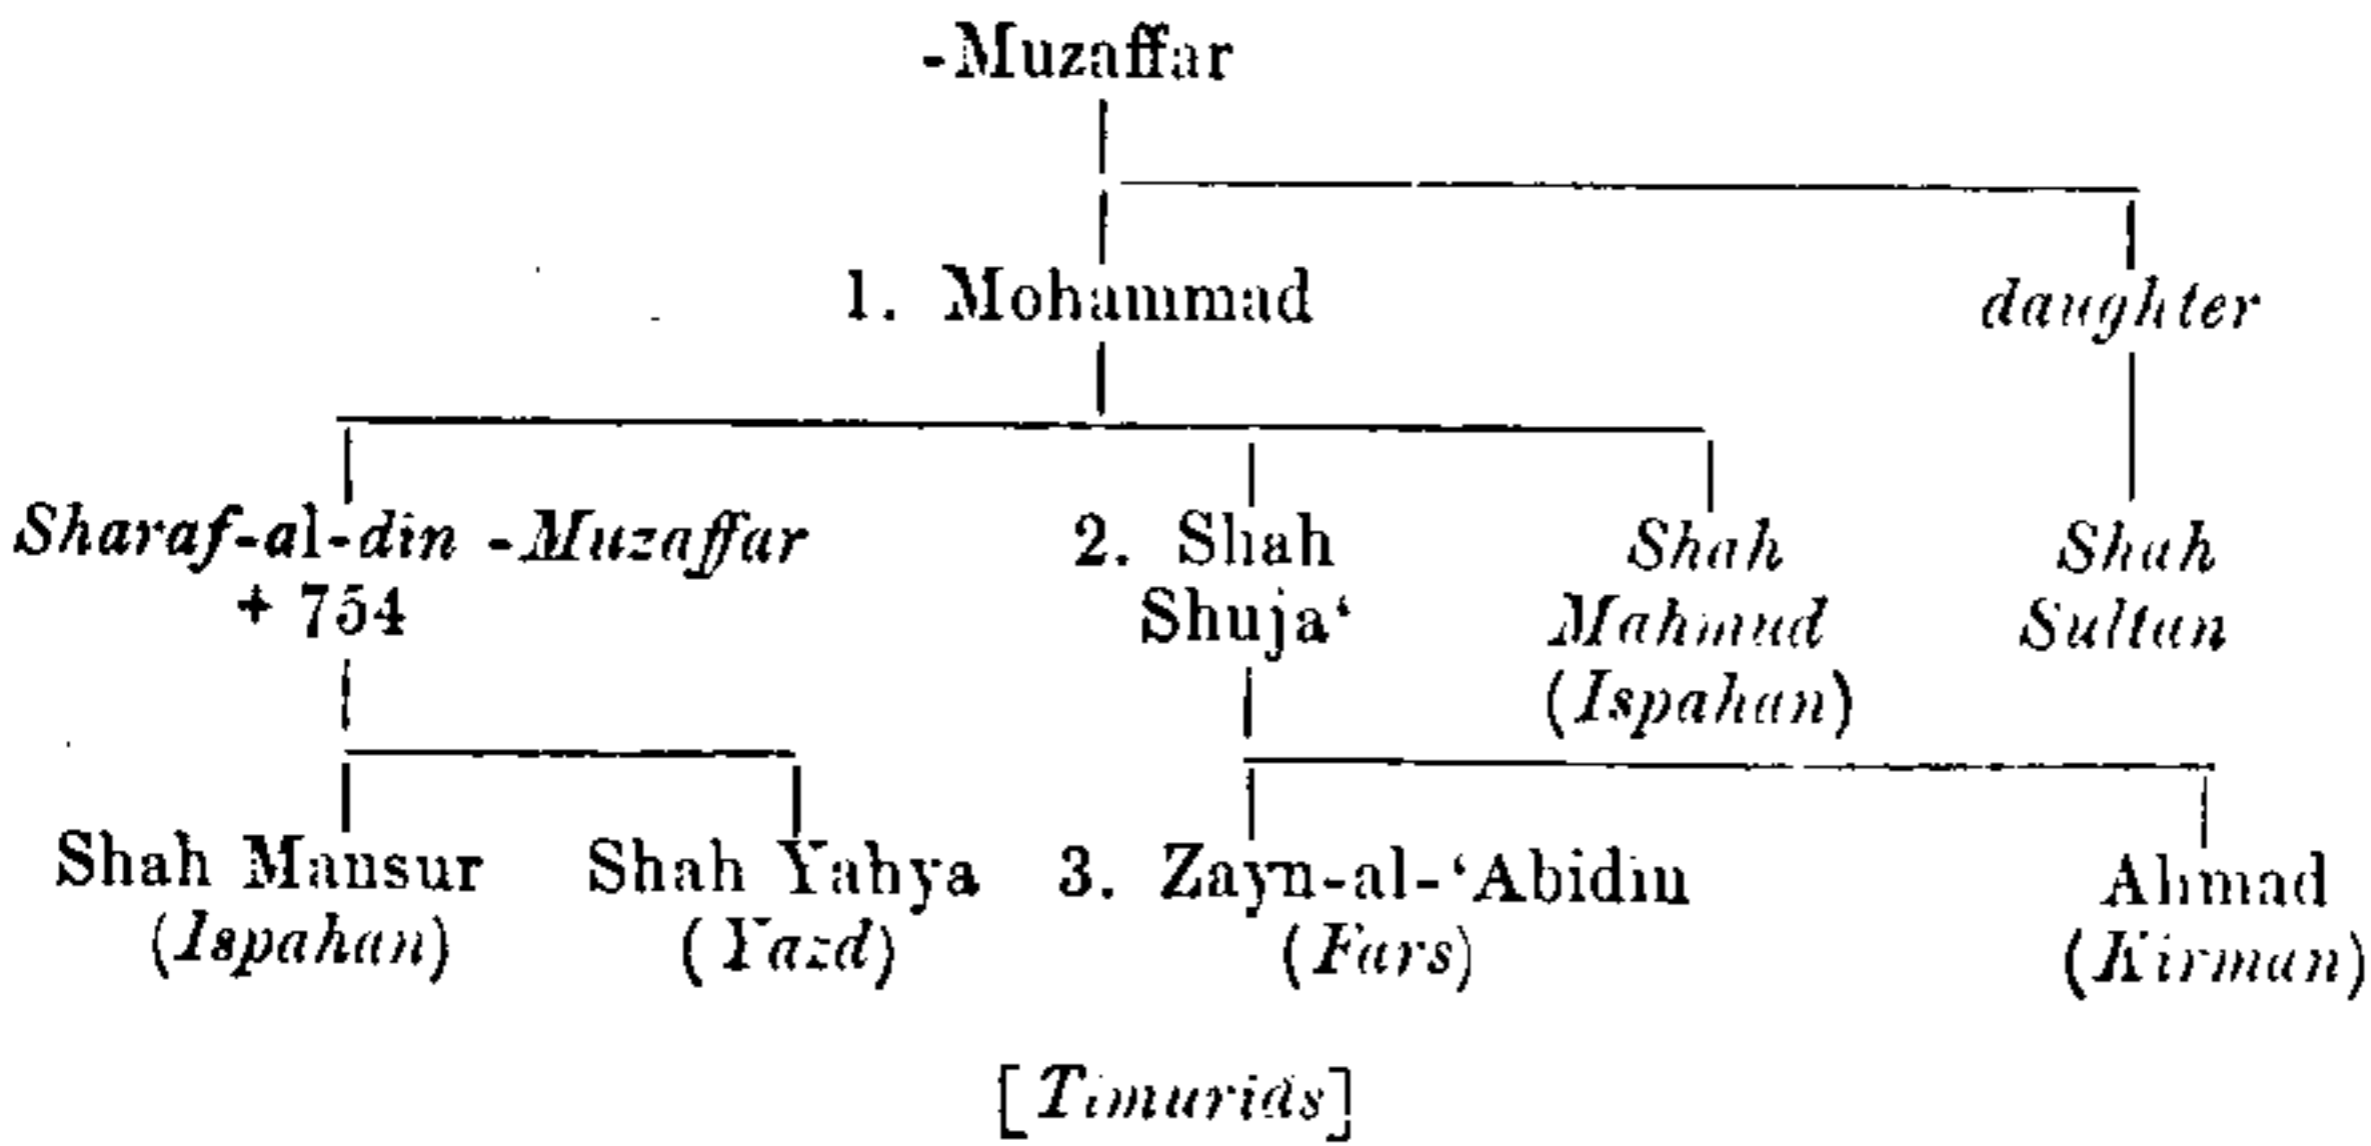 -Muzaffar
1. Mohammad
daughter
Sharaf-al-din -Muzaffar
+ 754
2. Shah
Shuja‘
Shah
Mahmud
(Ispahan)
Shah
Sultan
Shah Mansur
(Ispahan)
Shah Yahya
(Yazd)
3. Zayn-al-‘Abidin
(Fars)
Ahmad
(Kirman)
[Timurids]